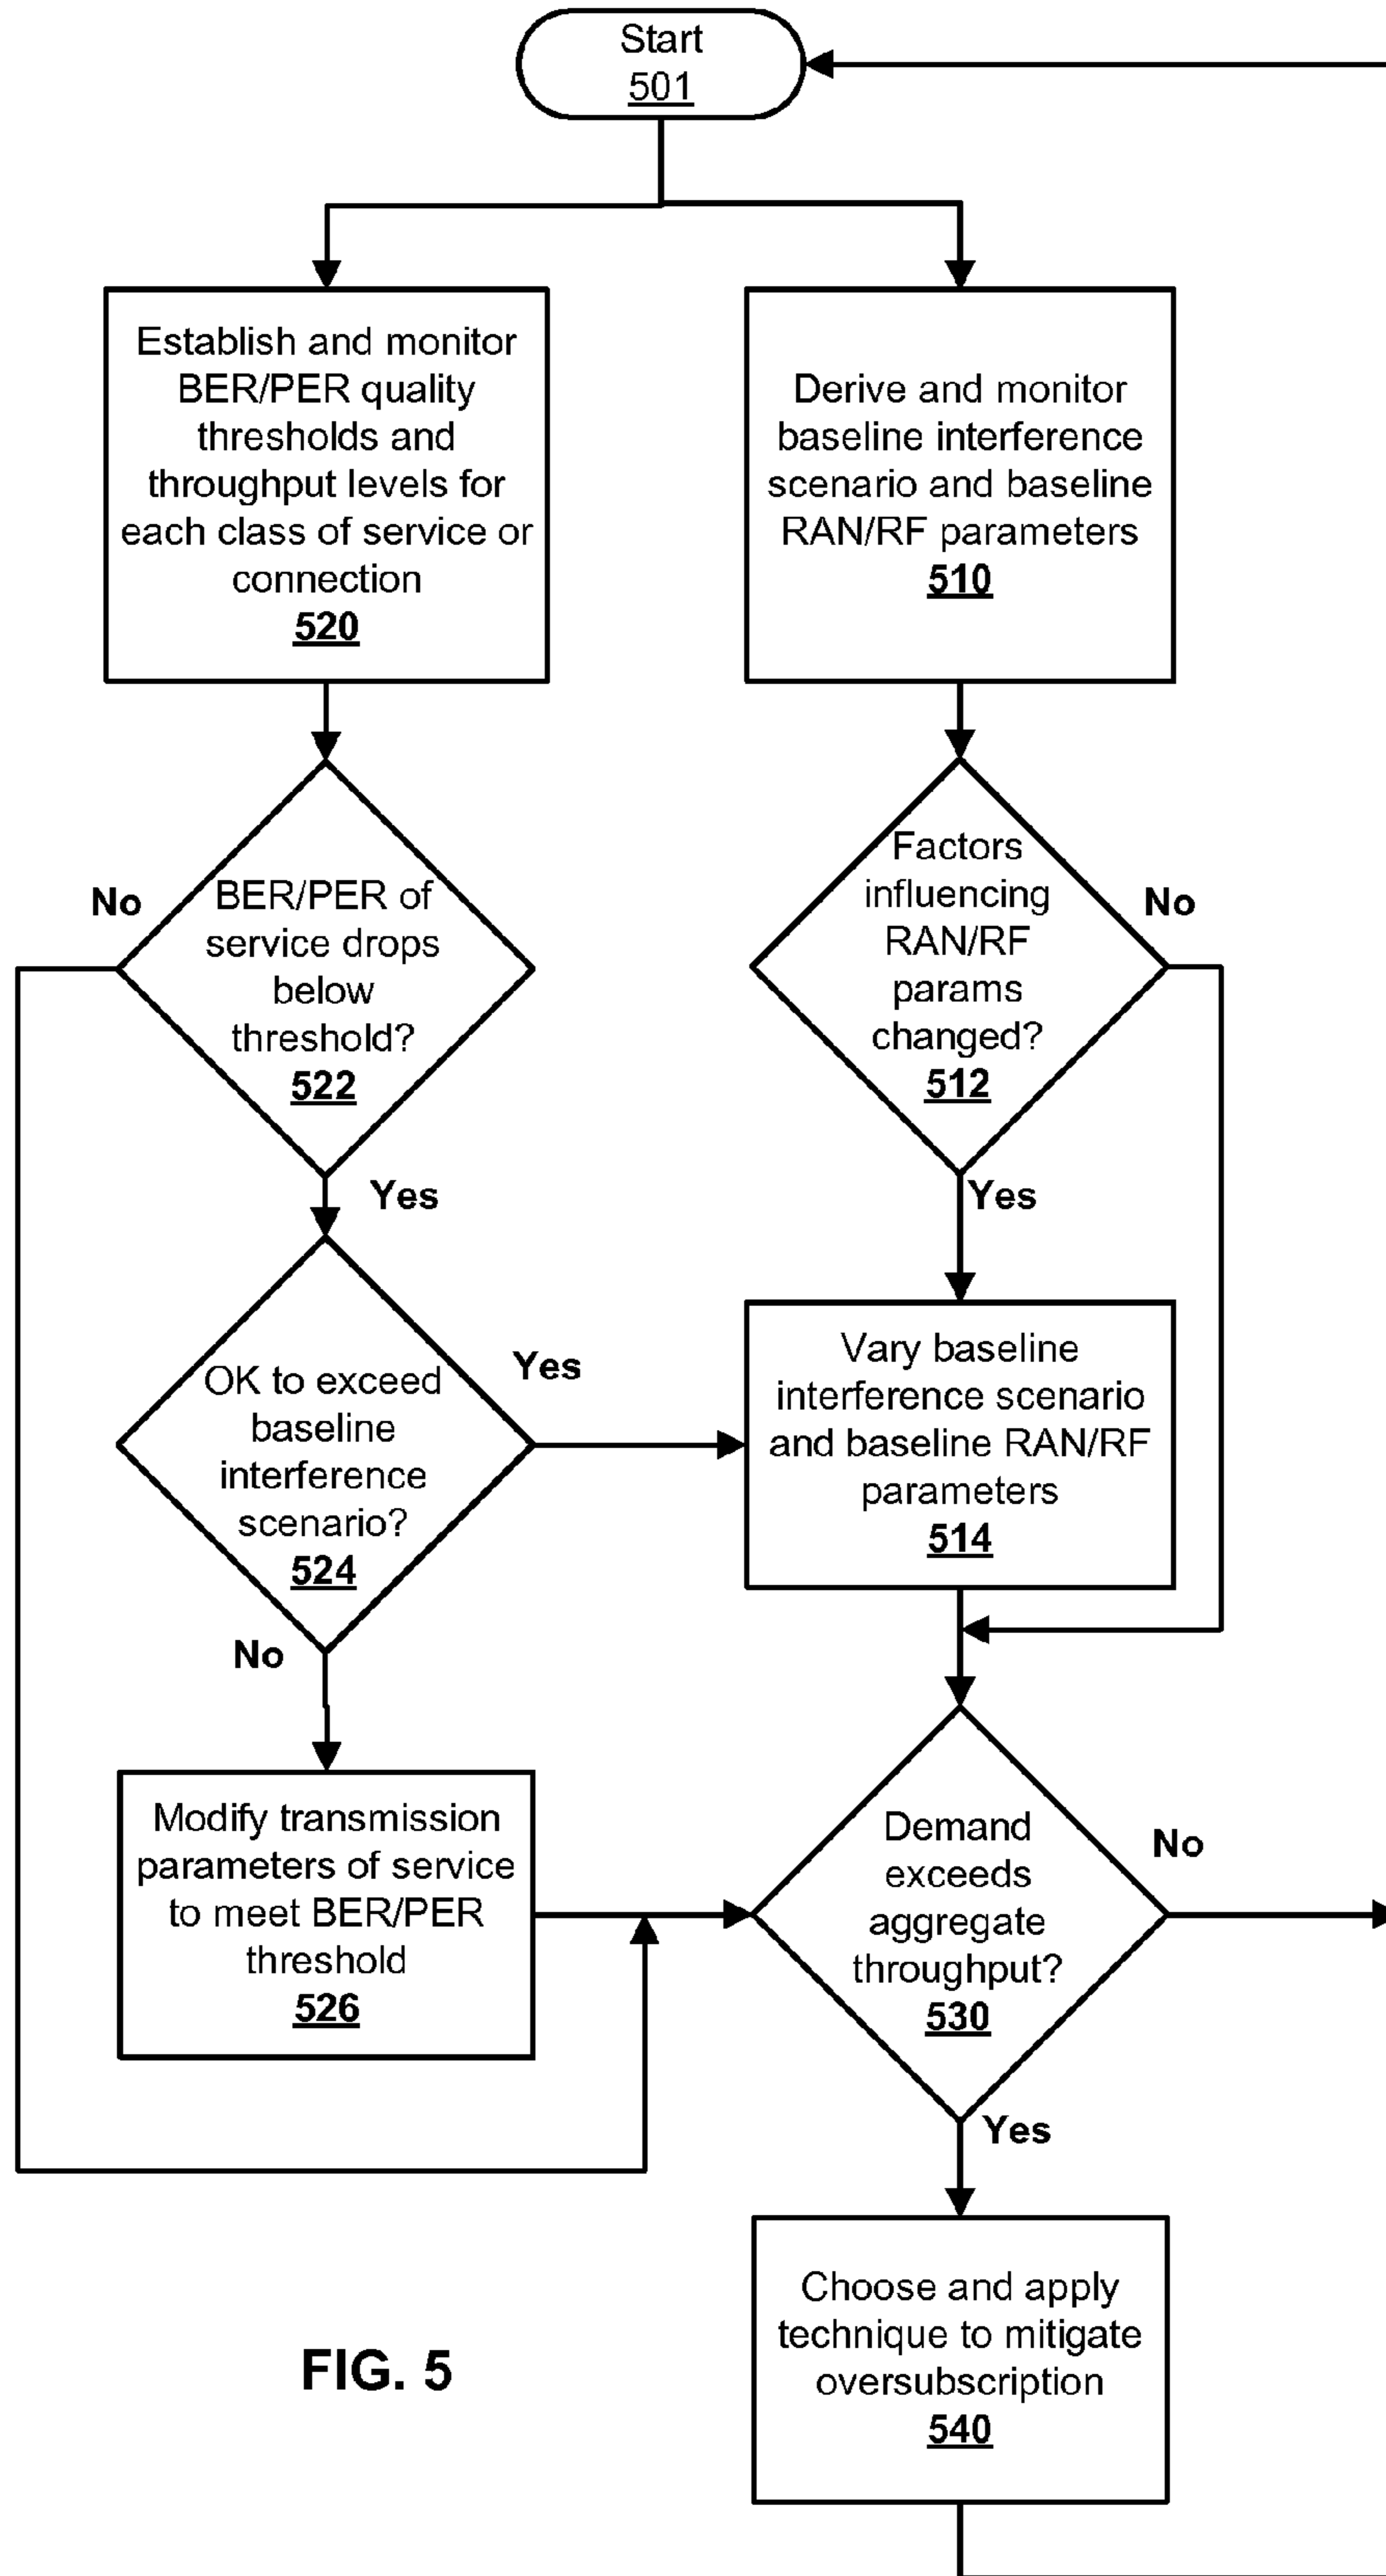 Start
501
Establish and monitor
BER/PER quality
thresholds and
throughput levels for
each class of service or
connection
520
Derive and monitor
baseline interference
scenario and baseline
RAN/RF parameters
510
No
BER/PER of
service drops
below
threshold?
522
Yes
Factors
influencing
RAN/RF
params
changed?
512
No
Yes
OK to exceed
baseline
interference
scenario?
524
Yes
No
Vary baseline
interference scenario
and baseline RAN/RF
parameters
514
Modify transmission
parameters of service
to meet BER/PER
threshold
526
Demand
exceeds
aggregate
throughput?
530
No
Yes
Choose and apply
technique to mitigate
oversubscription
540
FIG. 5